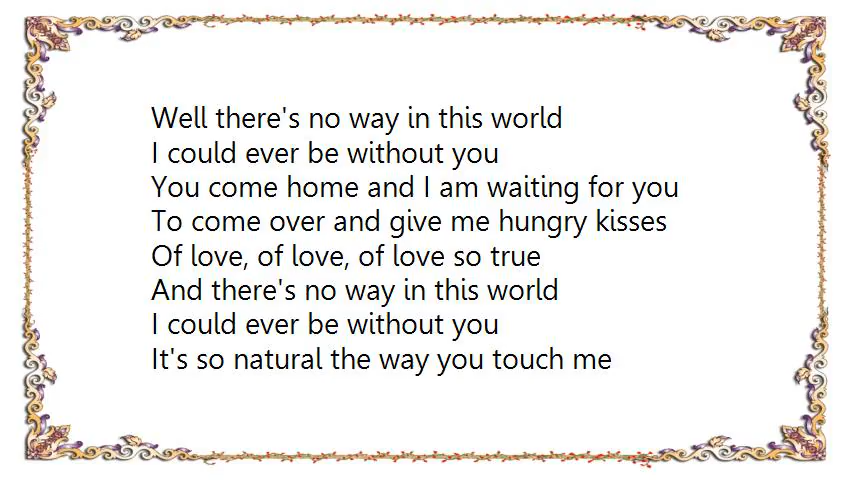 Well there's no way in this world
I could ever be without you
You come home and I am waiting for you
To come over and give me hungry kisses
Of love, of love, of love so true
And there's no way in this world
I could ever be without you
It's so natural the way you touch me